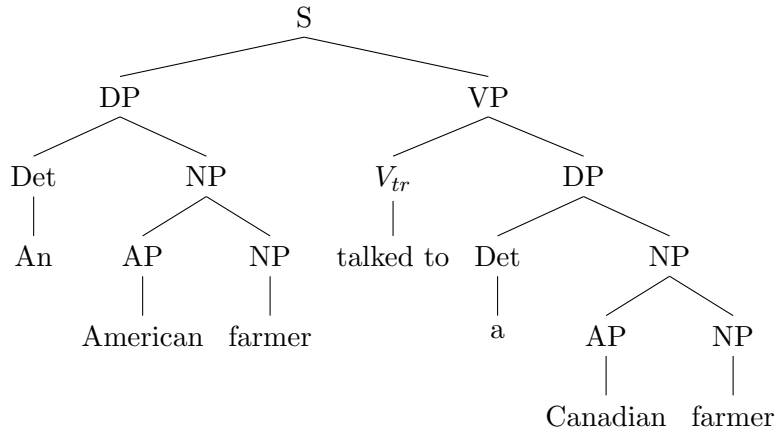 S
DP VP
Det NP V_tr DP
An AP NP talked to Det NP
American farmer a AP NP
Canadian farmer